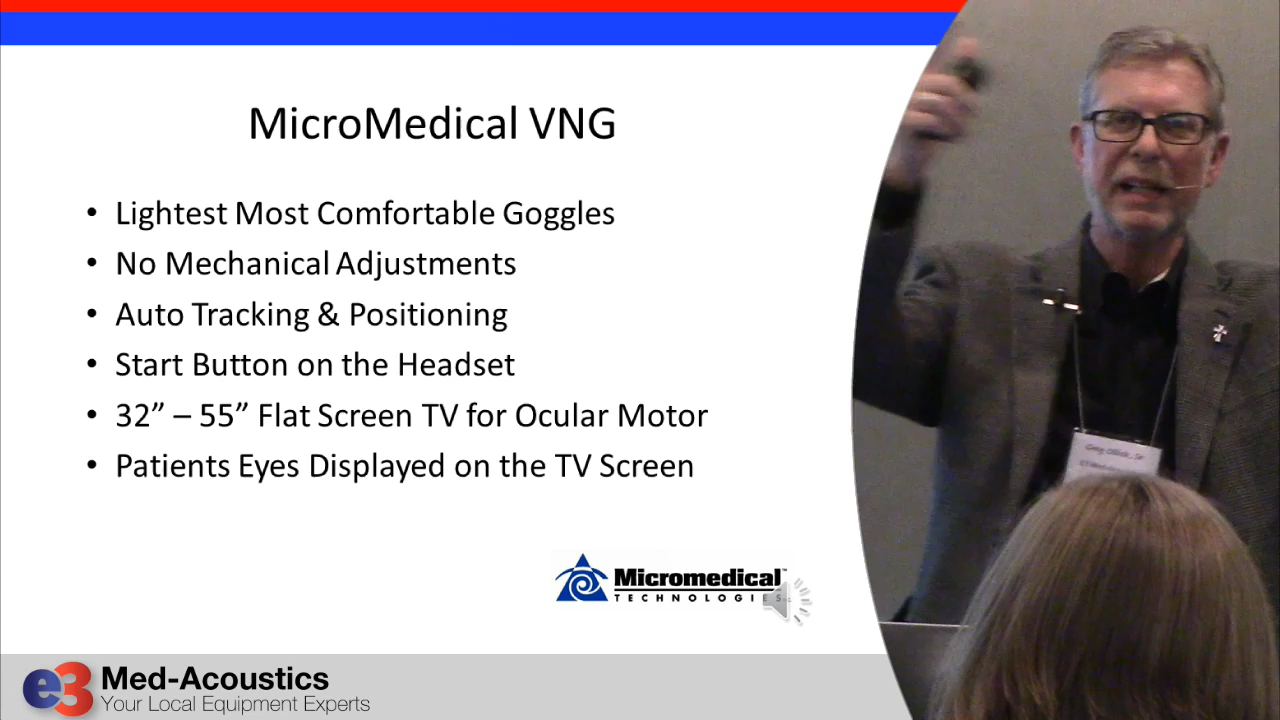 MicroMedical VNG
• Lightest Most Comfortable Goggles
• No Mechanical Adjustments
• Auto Tracking & Positioning
• Start Button on the Headset
• 32” – 55” Flat Screen TV for Ocular Motor
• Patients Eyes Displayed on the TV Screen
Micromedical™
TECHNOLOGIES
e3 Med-Acoustics
Your Local Equipment Experts